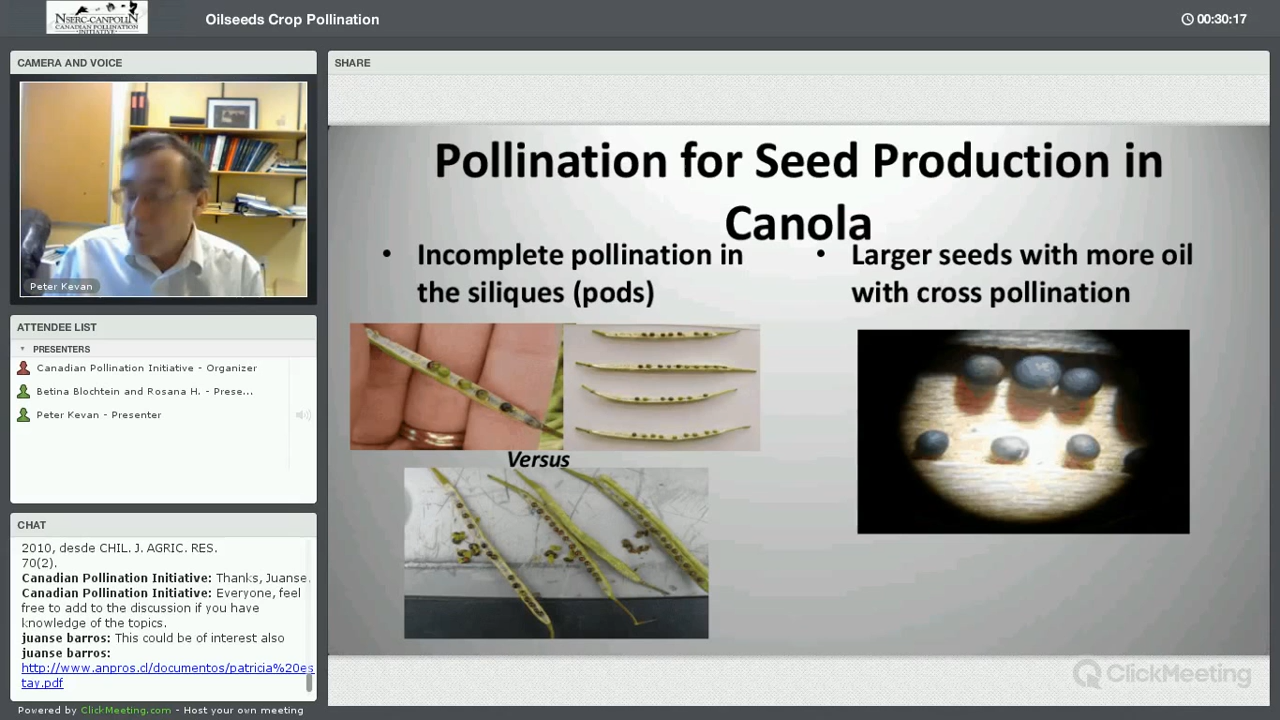 NSERC-CANPOLIN
CANADIAN POLLINATION
INITIATIVE
Oilseeds Crop Pollination
00:30:17
CAMERA AND VOICE
Peter Kevan
ATTENDEE LIST
PRESENTERS
Canadian Pollination Initiative - Organizer
Betina Blochtein and Rosana H. - Prese...
Peter Kevan - Presenter
CHAT
2010, desde CHIL. J. AGRIC. RES.
70(2).
Canadian Pollination Initiative: Thanks, Juanse.
Canadian Pollination Initiative: Everyone, feel
free to add to the discussion if you have
knowledge of the topics.
juanse barros: This could be of interest also
juanse barros:
http://www.anpros.cl/documentos/patricia%20es
tay.pdf
Powered by ClickMeeting.com - Host your own meeting
SHARE
Pollination for Seed Production in
Canola
• Incomplete pollination in
the siliques (pods)
Versus
• Larger seeds with more oil
with cross pollination
ClickMeeting